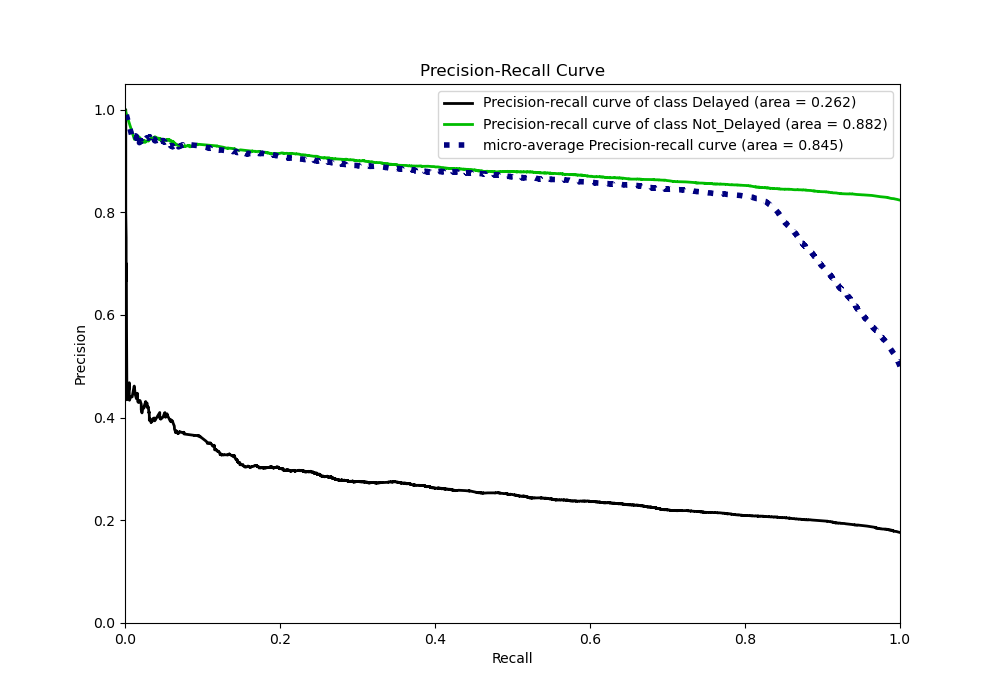 Precision-Recall Curve
Precision-recall curve of class Delayed (area = 0.262)
Precision-recall curve of class Not_Delayed (area = 0.882)
micro-average Precision-recall curve (area = 0.845)
Precision
1.0
0.8
0.6
0.4
0.2
0.0
0.0 0.2 0.4 0.6 0.8 1.0
Recall